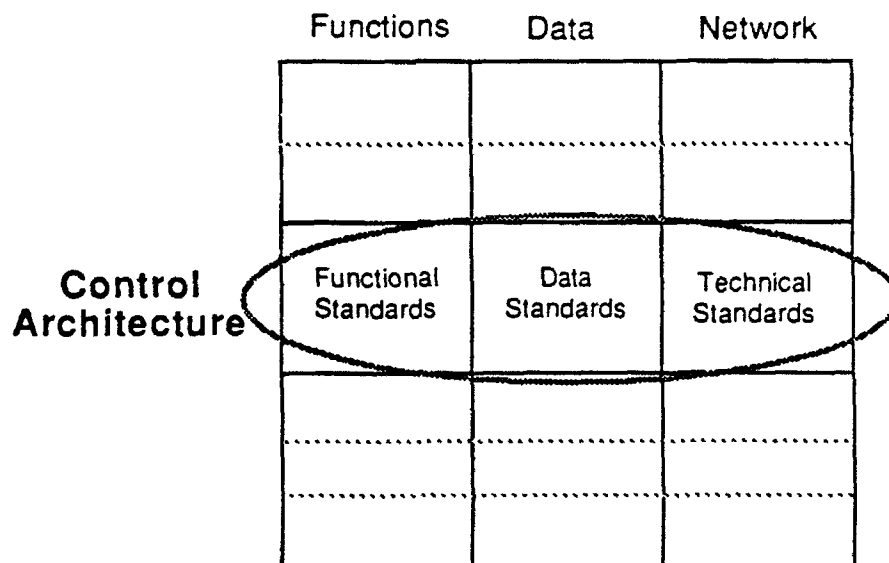 Functions Data Network
Control
Architecture
Functional
Standards
Data
Standards
Technical
Standards